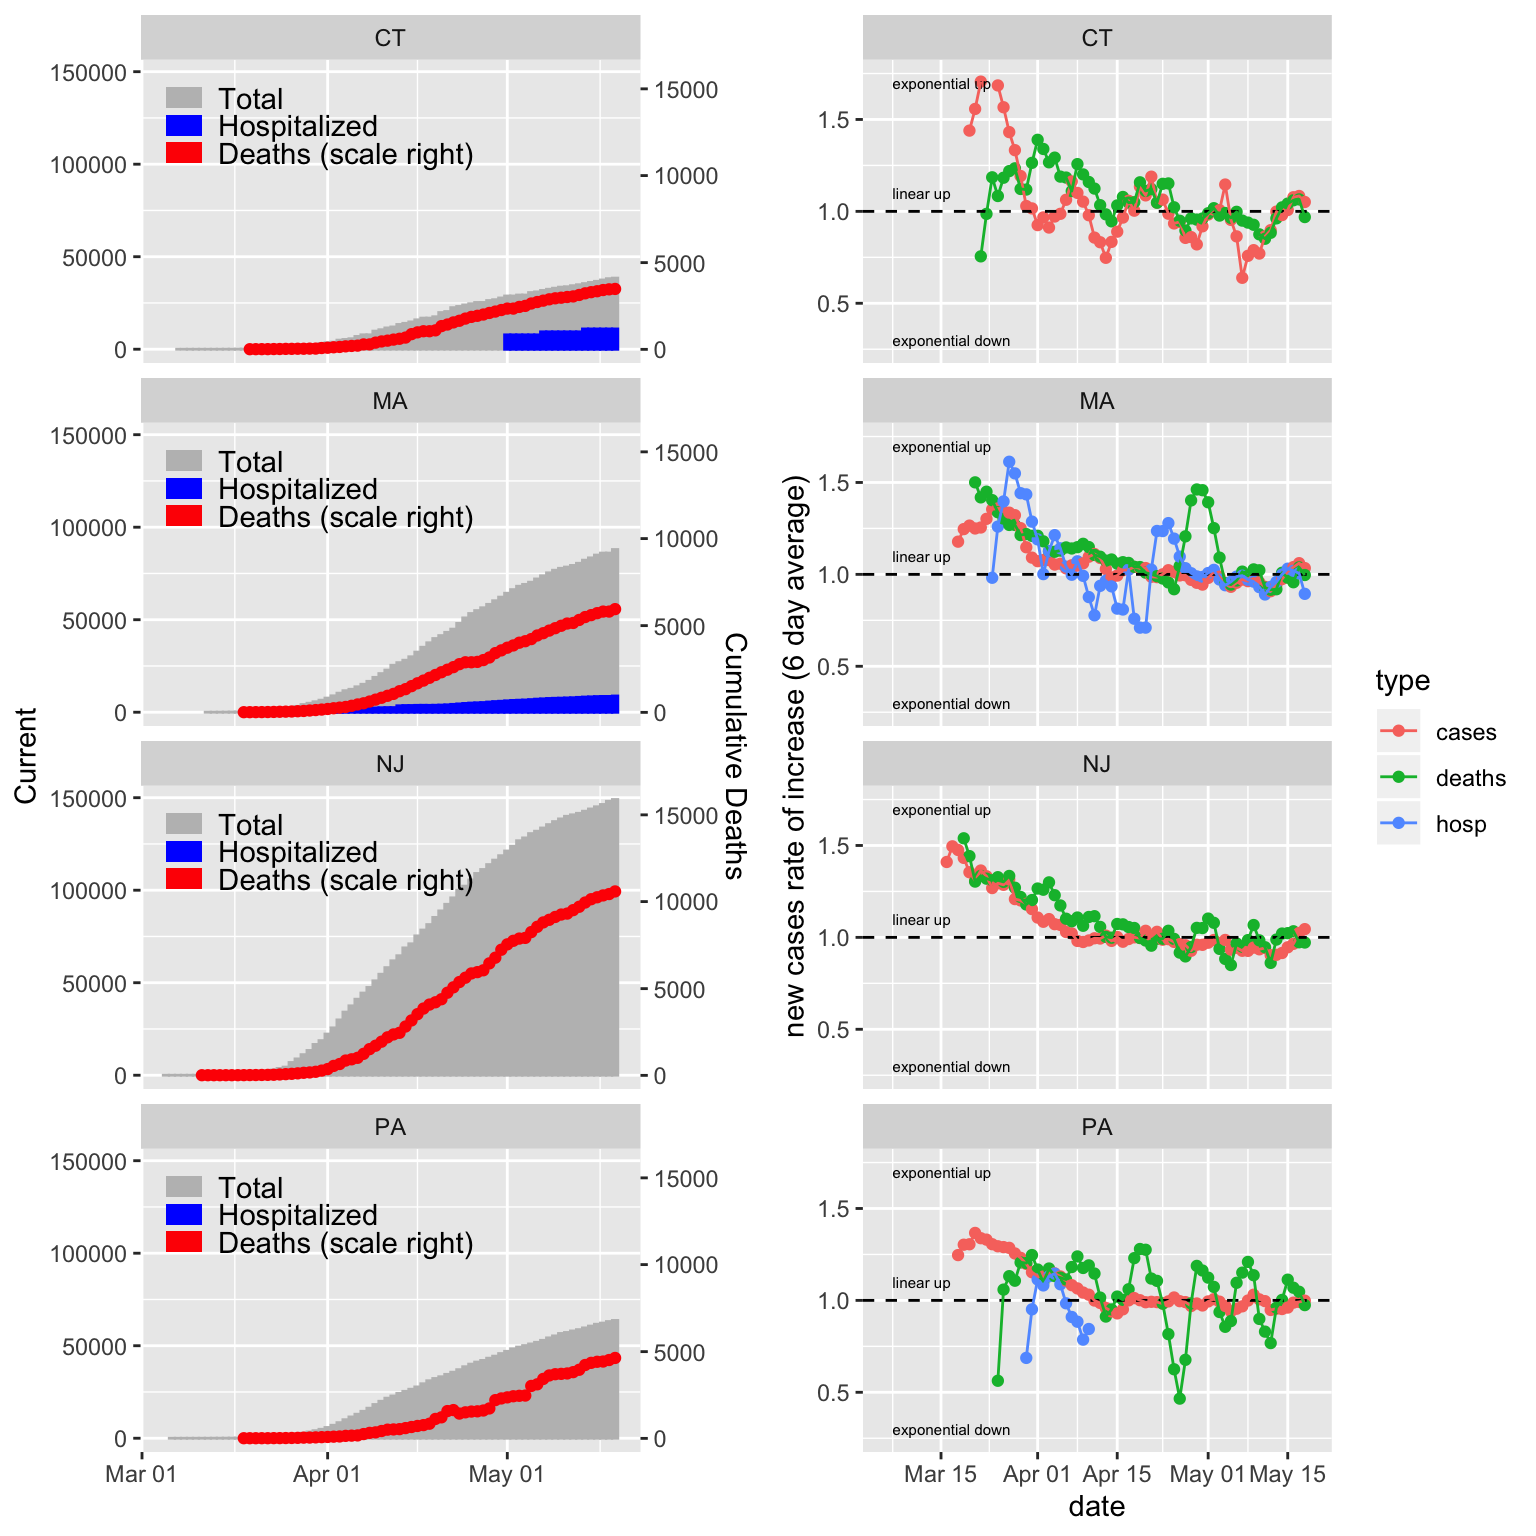 CT
150000
100000
50000
0
15000
10000
5000
0
Total
Hospitalized
Deaths (scale right)
MA
150000
100000
50000
0
15000
10000
5000
0
Total
Hospitalized
Deaths (scale right)
NJ
150000
100000
50000
0
15000
10000
5000
0
Total
Hospitalized
Deaths (scale right)
PA
150000
100000
50000
0
15000
10000
5000
0
Total
Hospitalized
Deaths (scale right)
Mar 01
Apr 01
May 01
Current
Cumulative Deaths
CT
1.5
1.0
0.5
exponential up
linear up
exponential down
MA
1.5
1.0
0.5
exponential up
linear up
exponential down
NJ
1.5
1.0
0.5
exponential up
linear up
exponential down
PA
1.5
1.0
0.5
exponential up
linear up
exponential down
Mar 15
Apr 01
Apr 15
May 01
May 15
date
new cases rate of increase (6 day average)
type
cases
deaths
hosp